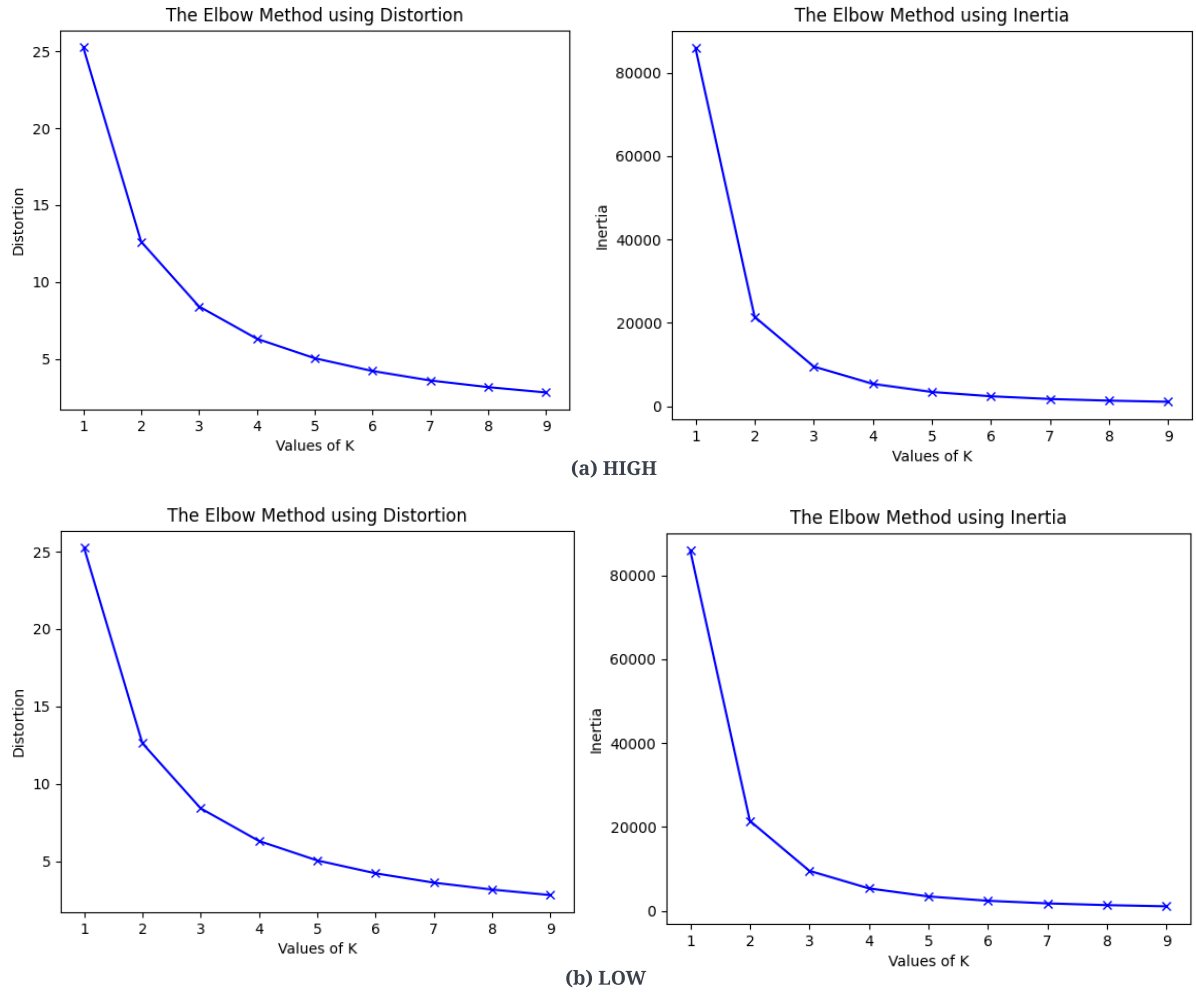 The Elbow Method using Distortion
25
20
15
10
5
Distortion
1 2 3 4 5 6 7 8 9
Values of K
The Elbow Method using Inertia
80000
60000
40000
20000
0
Inertia
1 2 3 4 5 6 7 8 9
Values of K
(a) HIGH
The Elbow Method using Distortion
25
20
15
10
5
Distortion
1 2 3 4 5 6 7 8 9
Values of K
The Elbow Method using Inertia
80000
60000
40000
20000
0
Inertia
1 2 3 4 5 6 7 8 9
Values of K
(b) LOW